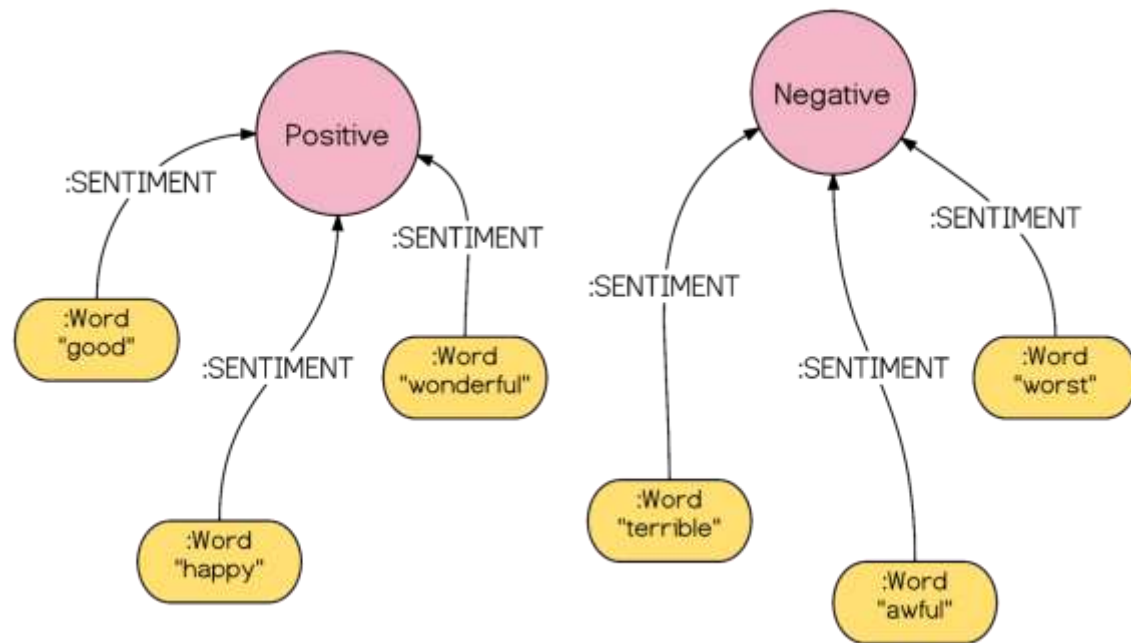 Positive
:SENTIMENT
:SENTIMENT
:Word
"good"
:SENTIMENT
:Word
"wonderful"
:Word
"happy"
Negative
:SENTIMENT
:SENTIMENT
:SENTIMENT
:Word
"worst"
:Word
"terrible"
:Word
"awful"